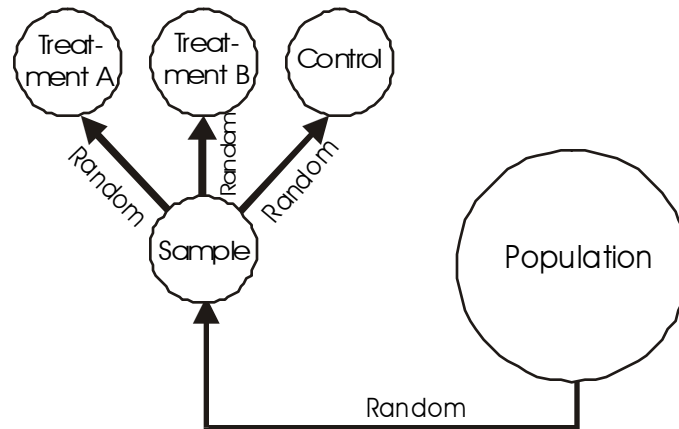 Treat-
ment A
Treat-
ment B
Control
Random
Random
Random
Sample
Population
Random